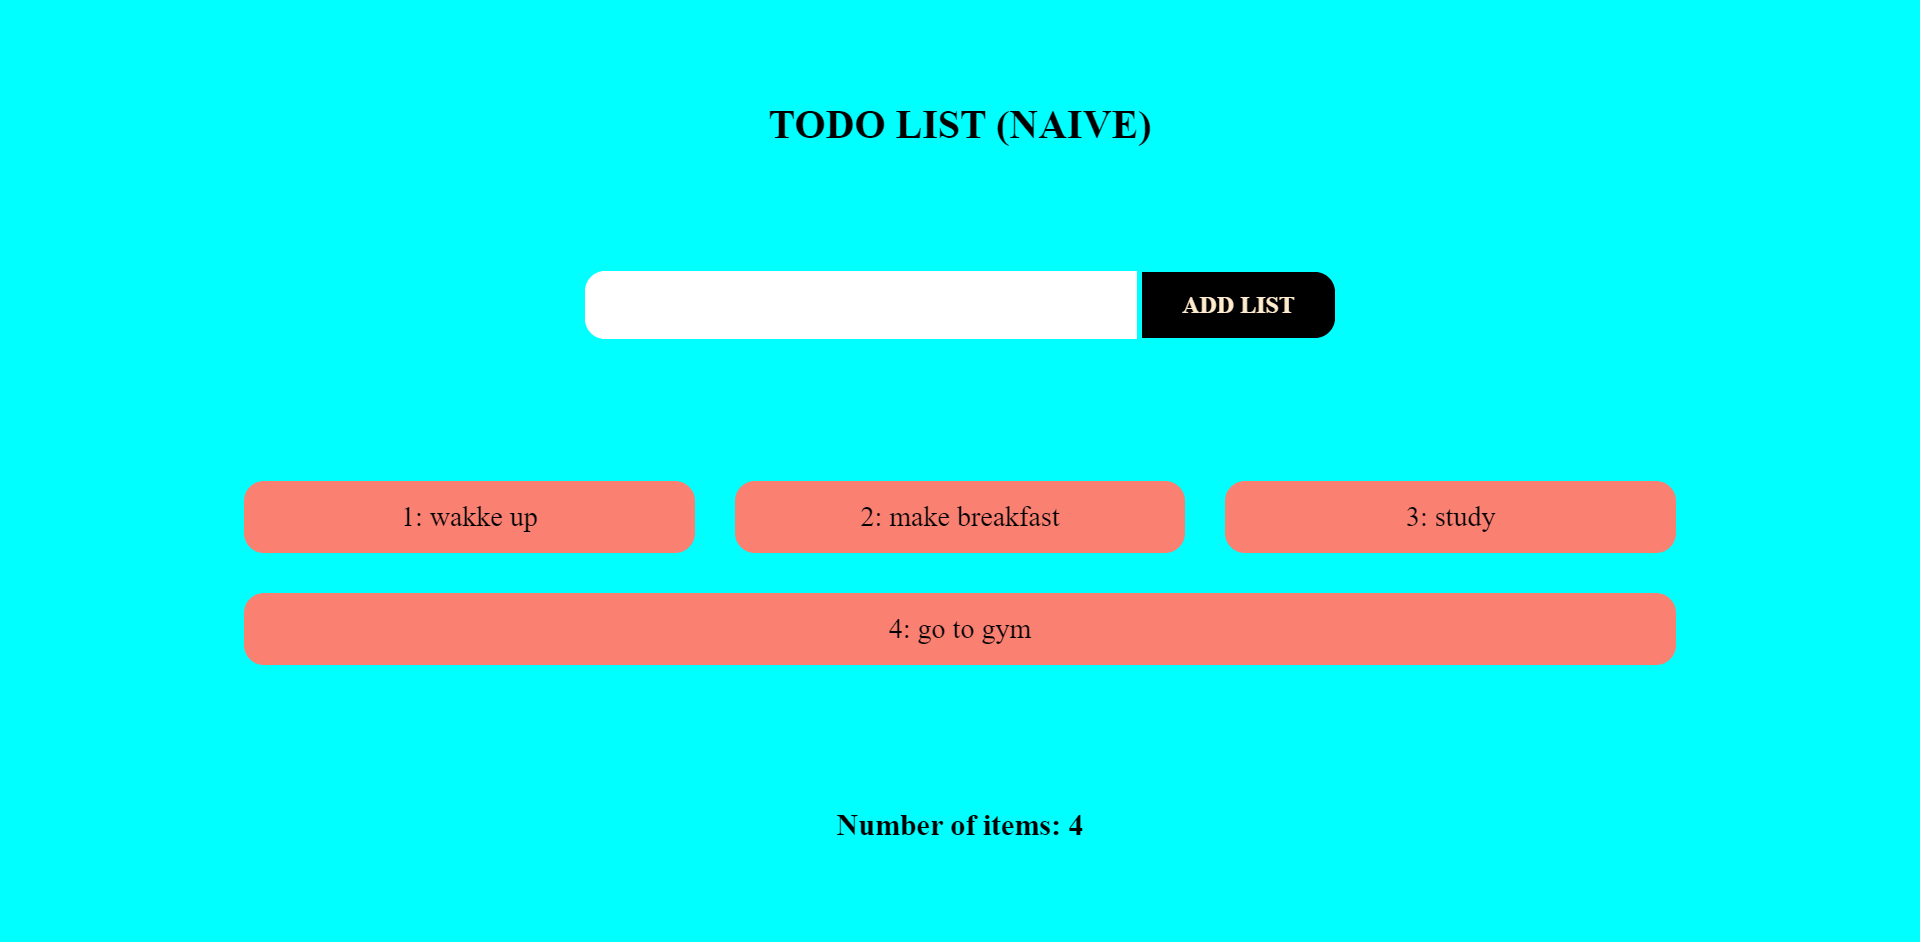 TODO LIST (NAIVE)
ADD LIST
1: wakke up
2: make breakfast
3: study
4: go to gym
Number of items: 4